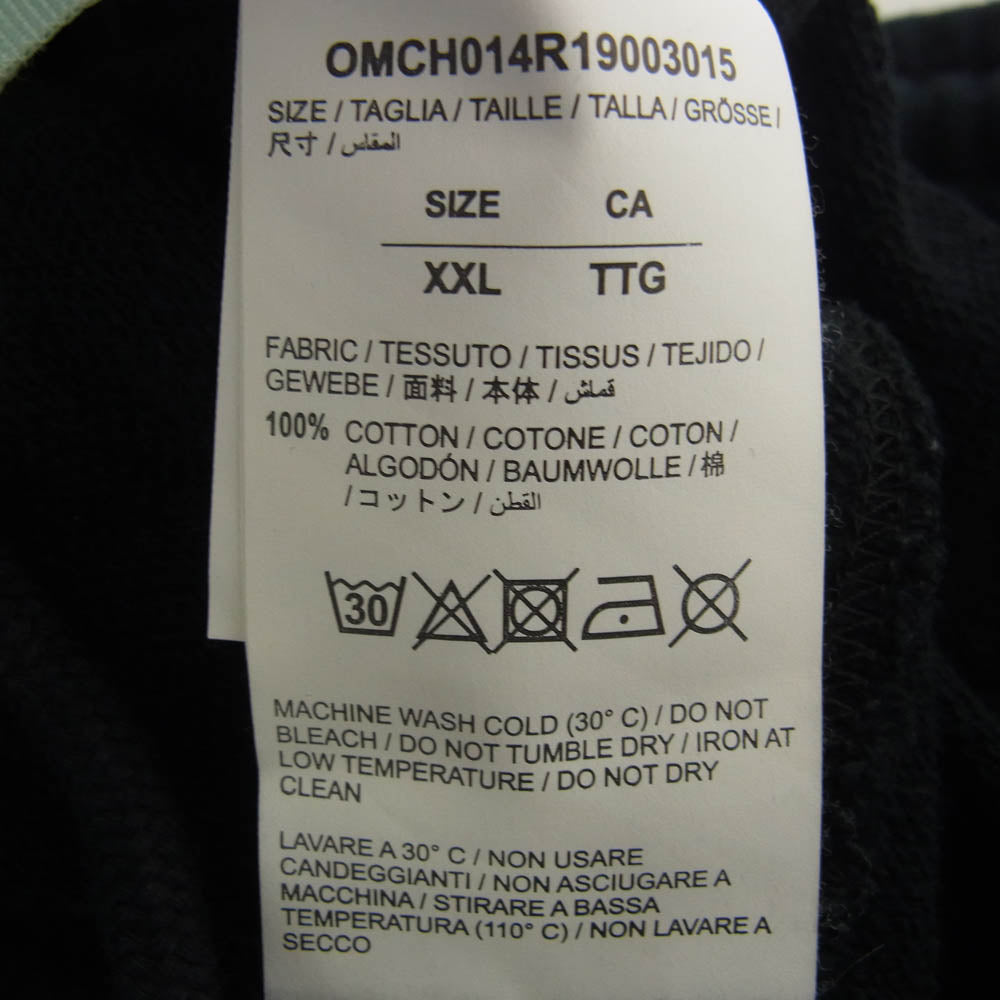 OMCH014R19003015
SIZE / TAGLIA / TAILLE / TALLA / GRÖSSE /
尺寸 / المقاس
SIZE CA
XXL TTG
FABRIC / TESSUTO / TISSUS / TEJIDO /
GEWEBE / 面料 / 本体 / قماش
100% COTTON / COTONE / COTON /
ALGODÓN / BAUMWOLLE / 棉
/ コットン / القطن
30
MACHINE WASH COLD (30° C) / DO NOT
BLEACH / DO NOT TUMBLE DRY / IRON AT
LOW TEMPERATURE / DO NOT DRY
CLEAN
LAVARE A 30° C / NON USARE
CANDEGGIANTI / NON ASCIUGARE A
MACCHINA / STIRARE A BASSA
TEMPERATURA (110° C) / NON LAVARE A
SECCO